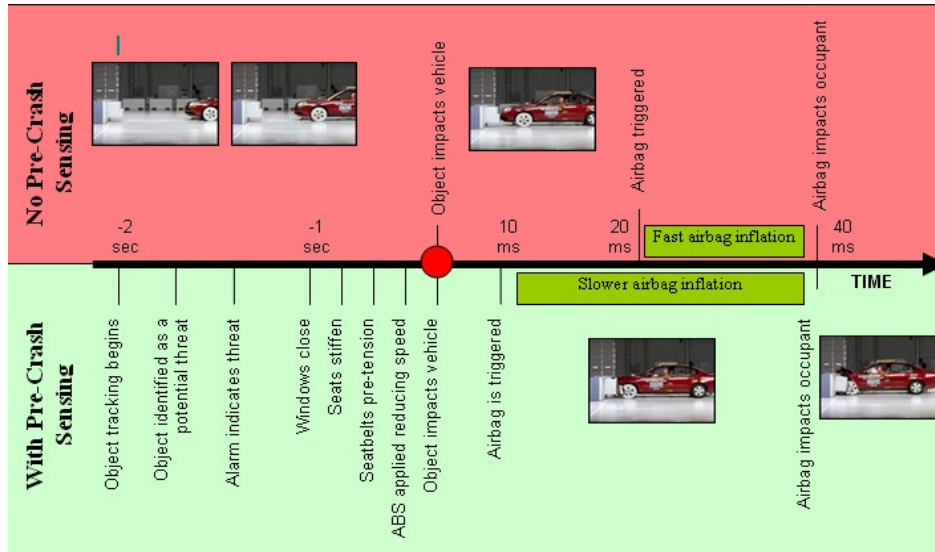 No Pre-Crash
Sensing
Object impacts vehicle
Airbag triggered
Airbag impacts occupant
-2
sec
-1
sec
10
ms
20
ms
40
ms
Fast airbag inflation
Slower airbag inflation
TIME
With Pre-Crash
Sensing
Object tracking begins
Object identified as a
potential threat
Alarm indicates threat
Windows close
Seats stiffen
Seatbelts pre-tension
ABS applied reducing speed
Object impacts vehicle
Airbag is triggered
Airbag impacts occupant